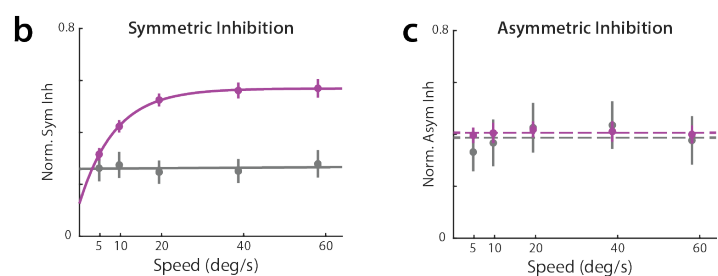 b
Symmetric Inhibition
0.8
Norm. Sym Inh
0
5 10 20 40 60
Speed (deg/s)
c
Asymmetric Inhibition
0.8
Norm. Asym Inh
0
5 10 20 40 60
Speed (deg/s)